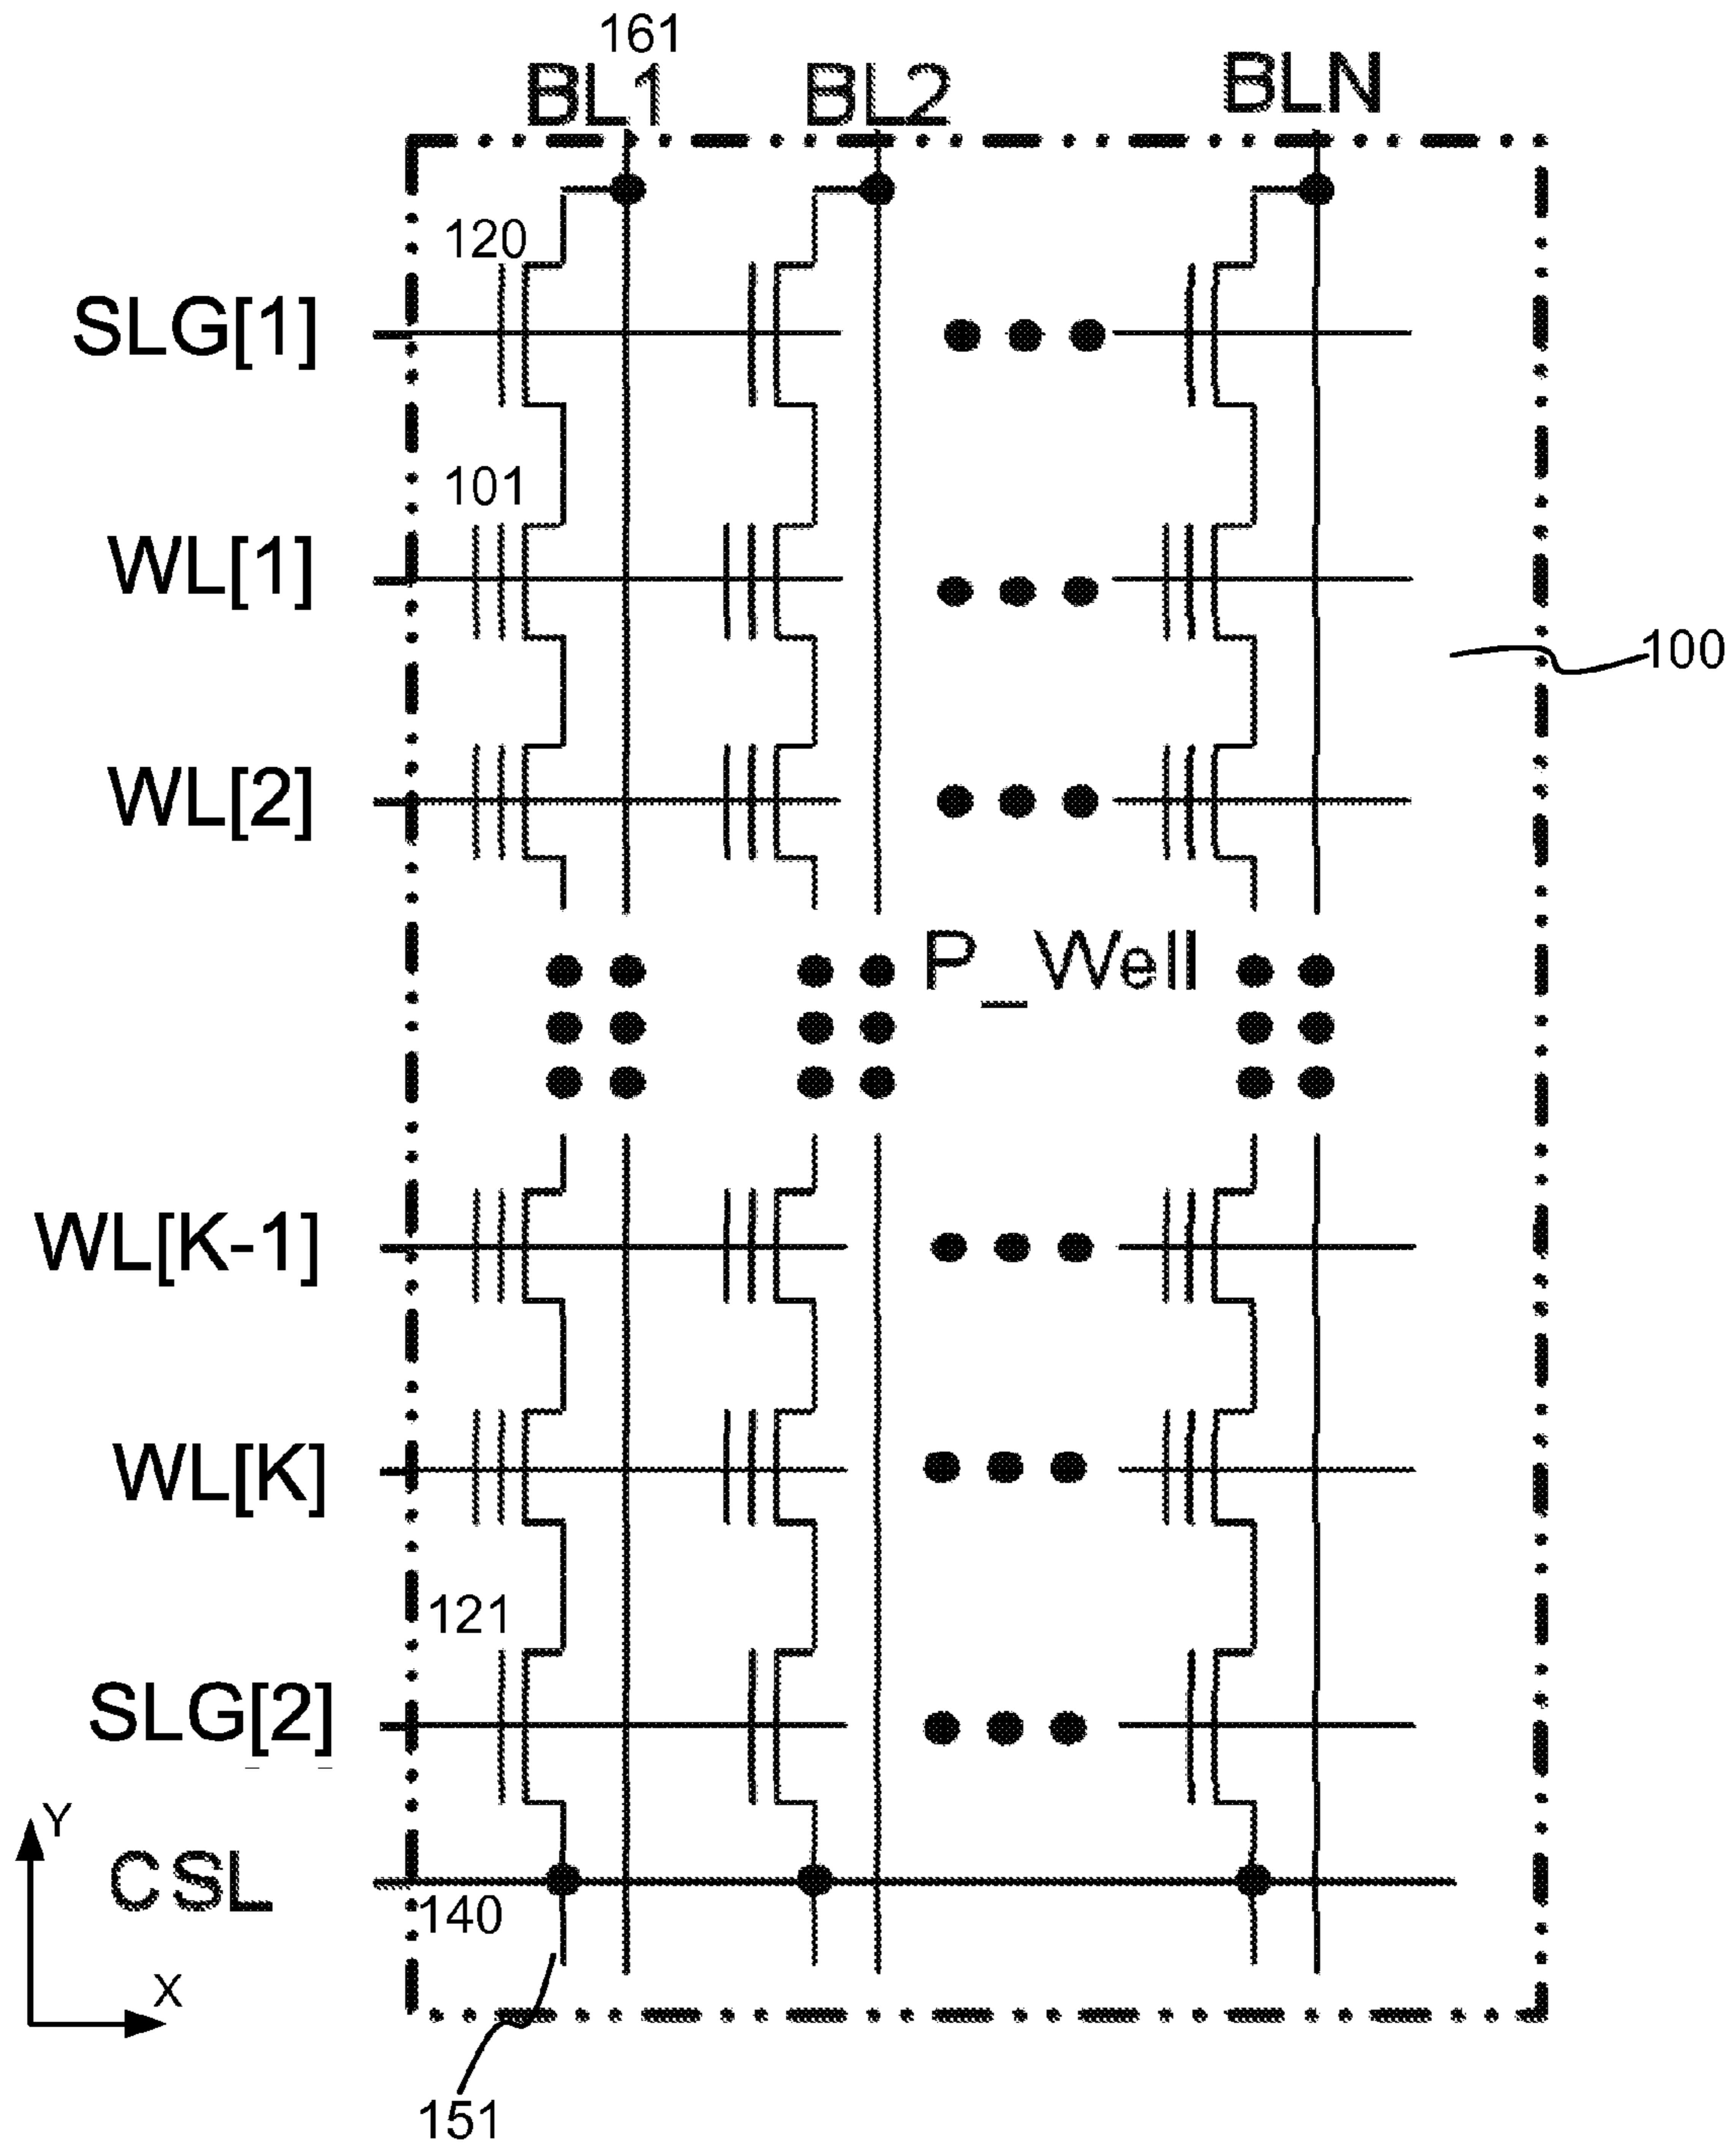 161
BL1 BL2 BLN
120
SLG[1]
101
WL[1]
100
WL[2]
P_Well
WL[K-1]
WL[K]
121
SLG[2]
Y
CSL
140
X
151